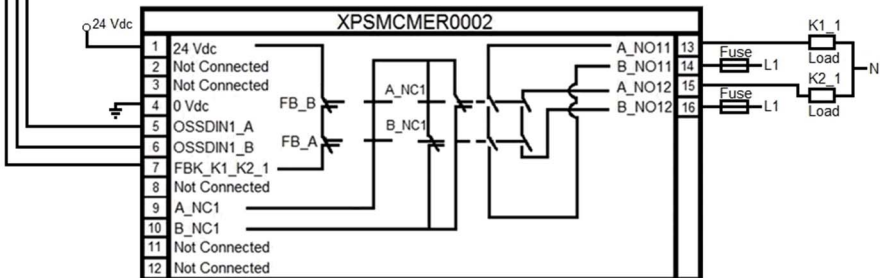 XPSMCMER0002
24 Vdc
1 24 Vdc
2 Not Connected
3 Not Connected
4 0 Vdc
5 OSSDIN1_A
6 OSSDIN1_B
7 FBK_K1_K2_1
8 Not Connected
9 A_NC1
10 B_NC1
11 Not Connected
12 Not Connected
FB_B
FB_A
A_NC1
B_NC1
A_NO11 13
B_NO11 14
A_NO12 15
B_NO12 16
K1_1
Load
Fuse
L1
N
K2_1
Load
Fuse
L1